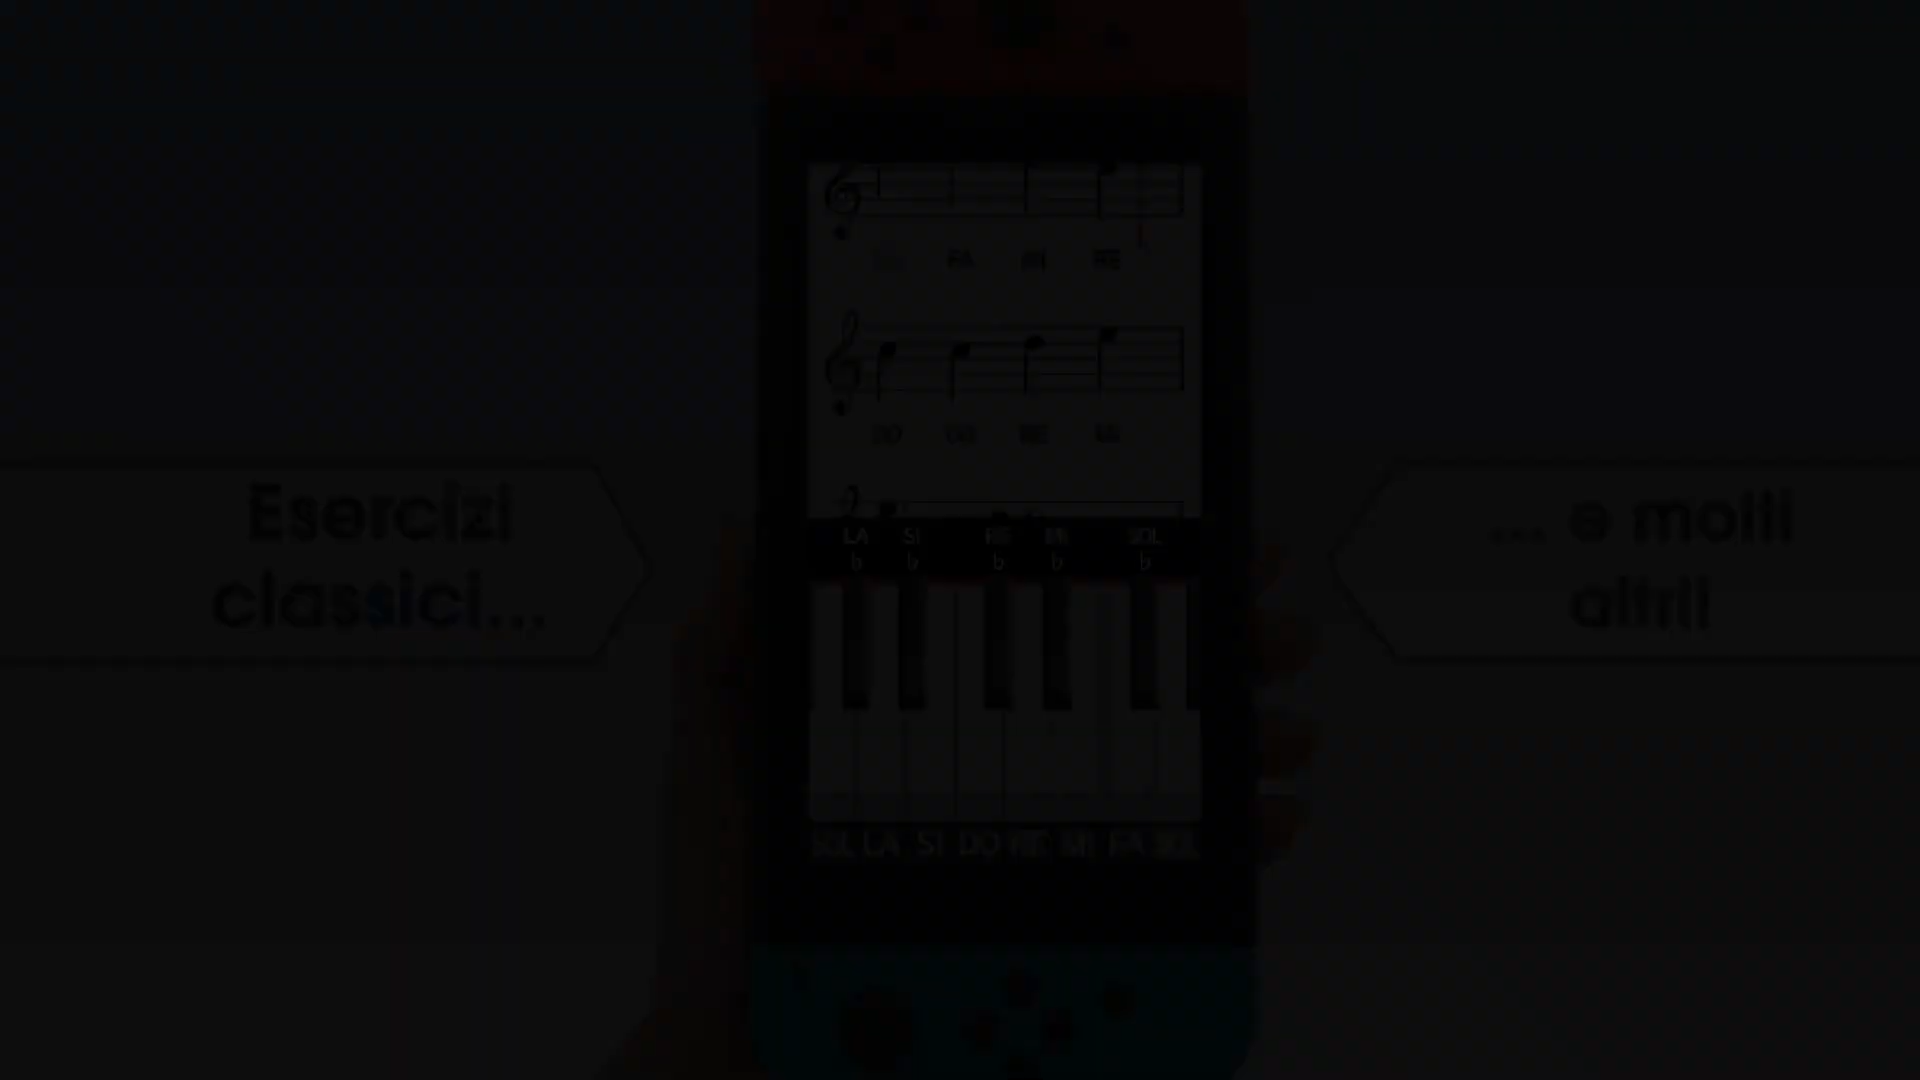 Esercizi
classici...
... e molti
altri
FA MI RE
DO DO RE MI
LA SI RE MI SOL
♭ ♭ ♭ ♭ ♭
SOL LA SI DO RE MI FA SOL